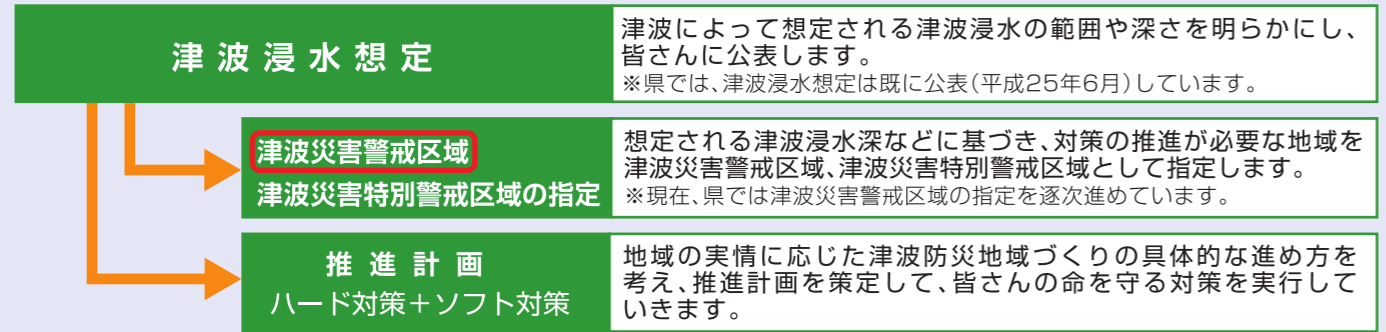 津波浸水想定
津波によって想定される津波浸水の範囲や深さを明らかにし、
皆さんに公表します。
※県では、津波浸水想定は既に公表(平成25年6月)しています。
津波災害警戒区域
津波災害特別警戒区域の指定
想定される津波浸水深などに基づき、対策の推進が必要な地域を
津波災害警戒区域、津波災害特別警戒区域として指定します。
※現在、県では津波災害警戒区域の指定を逐次進めています。
推進計画
ハード対策＋ソフト対策
地域の実情に応じた津波防災地域づくりの具体的な進め方を
考え、推進計画を策定して、皆さんの命を守る対策を実行して
いきます。